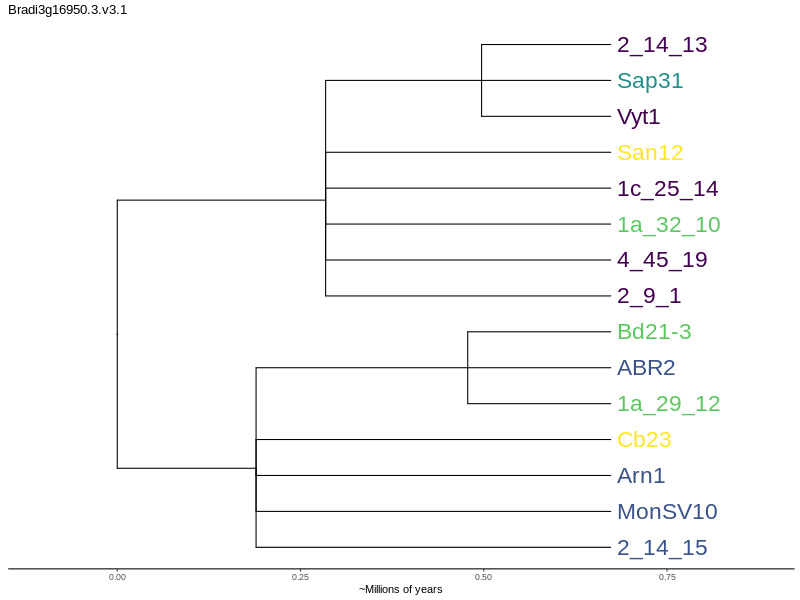 Bradi3g16950.3.v3.1
2_14_13
Sap31
Vyt1
San12
1c_25_14
1a_32_10
4_45_19
2_9_1
Bd21-3
ABR2
1a_29_12
Cb23
Arn1
MonSV10
2_14_15
0.00 0.25 0.50 0.75
~Millions of years